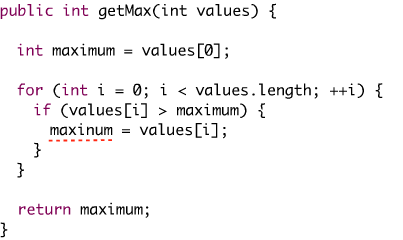 public int getMax(int values) {
int maximum = values[0];
for (int i = 0; i < values.length; ++i) {
if (values[i] > maximum) {
maxinum = values[i];
}
}
return maximum;
}